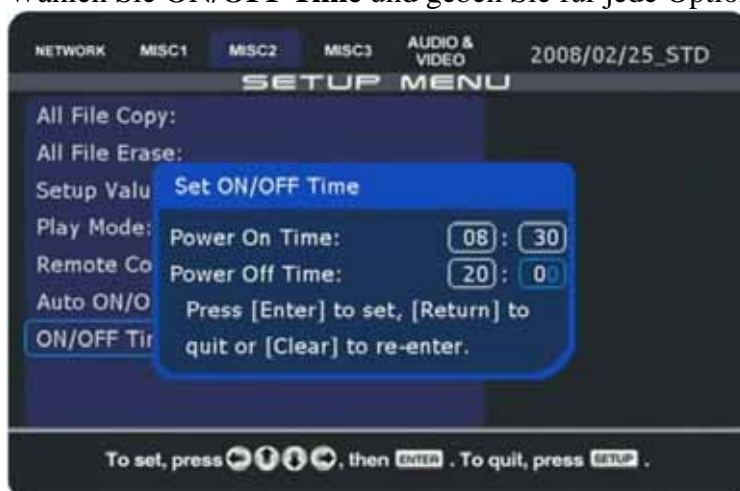 Wählen Sie ON/OFF Time und geben Sie für jede Option
NETWORK MISC1 MISC2 MISC3 AUDIO & VIDEO 2008/02/25_STD
SETUP MENU
All File Copy:
All File Erase:
Setup Valu
Play Mode:
Remote Co
Auto ON/O
ON/OFF Tir
Set ON/OFF Time
Power On Time: 08 : 30
Power Off Time: 20 : 00
Press [Enter] to set, [Return] to
quit or [Clear] to re-enter.
To set, press , then ENTER . To quit, press SETUP .